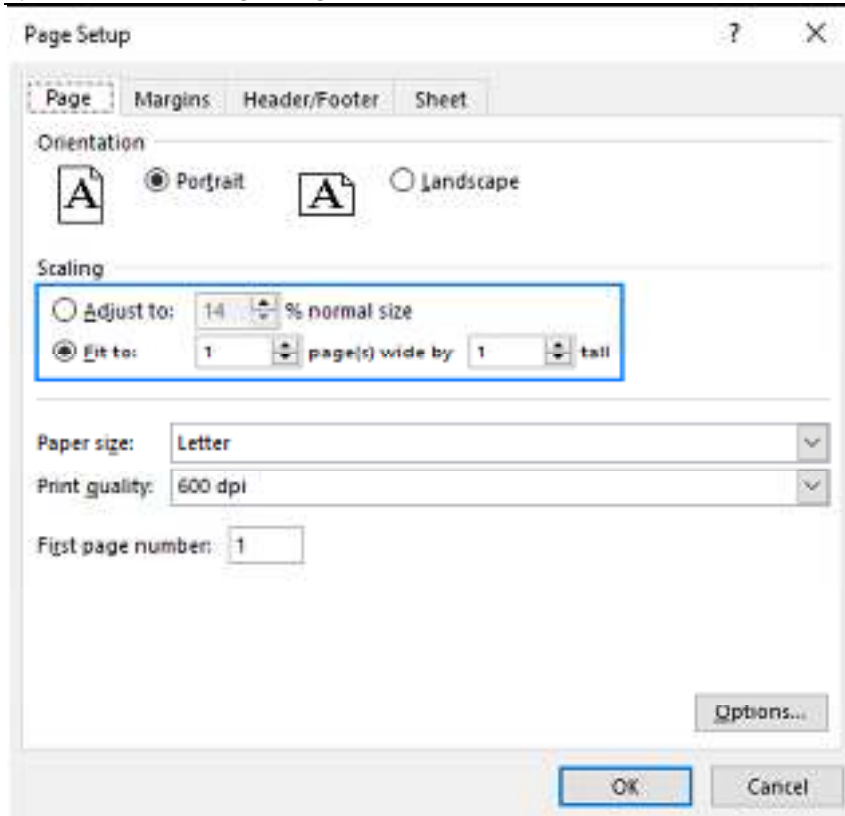 Page Setup ? ×
Page Margins Header/Footer Sheet
Orientation
A Portrait A Landscape
Scaling
Adjust to: 14 % normal size
Fit to: 1 page(s) wide by 1 tall
Paper size: Letter
Print quality: 600 dpi
First page number: 1
Options...
OK Cancel